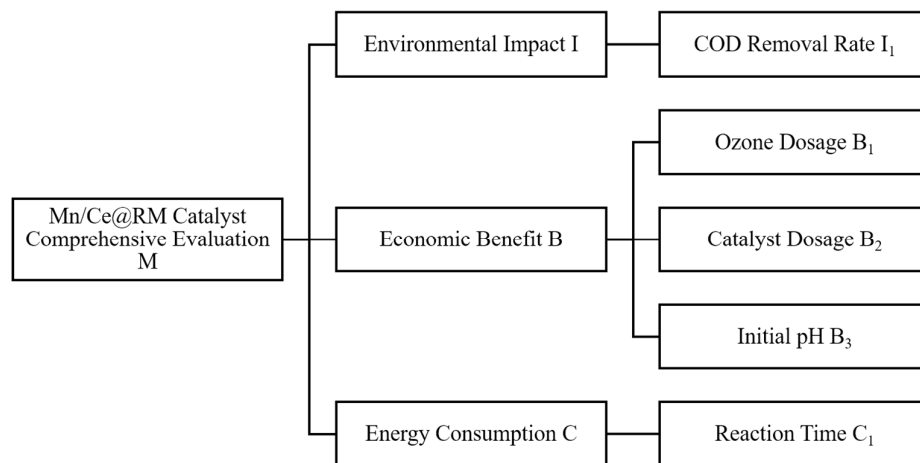 Environmental Impact I
COD Removal Rate I₁
Ozone Dosage B₁
Mn/Ce@RM Catalyst
Comprehensive Evaluation
M
Economic Benefit B
Catalyst Dosage B₂
Initial pH B₃
Energy Consumption C
Reaction Time C₁